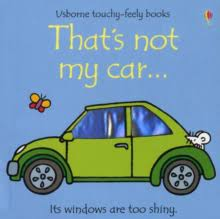 Usborne touchy-feely books
That's not
my car...
Its windows are too shiny.